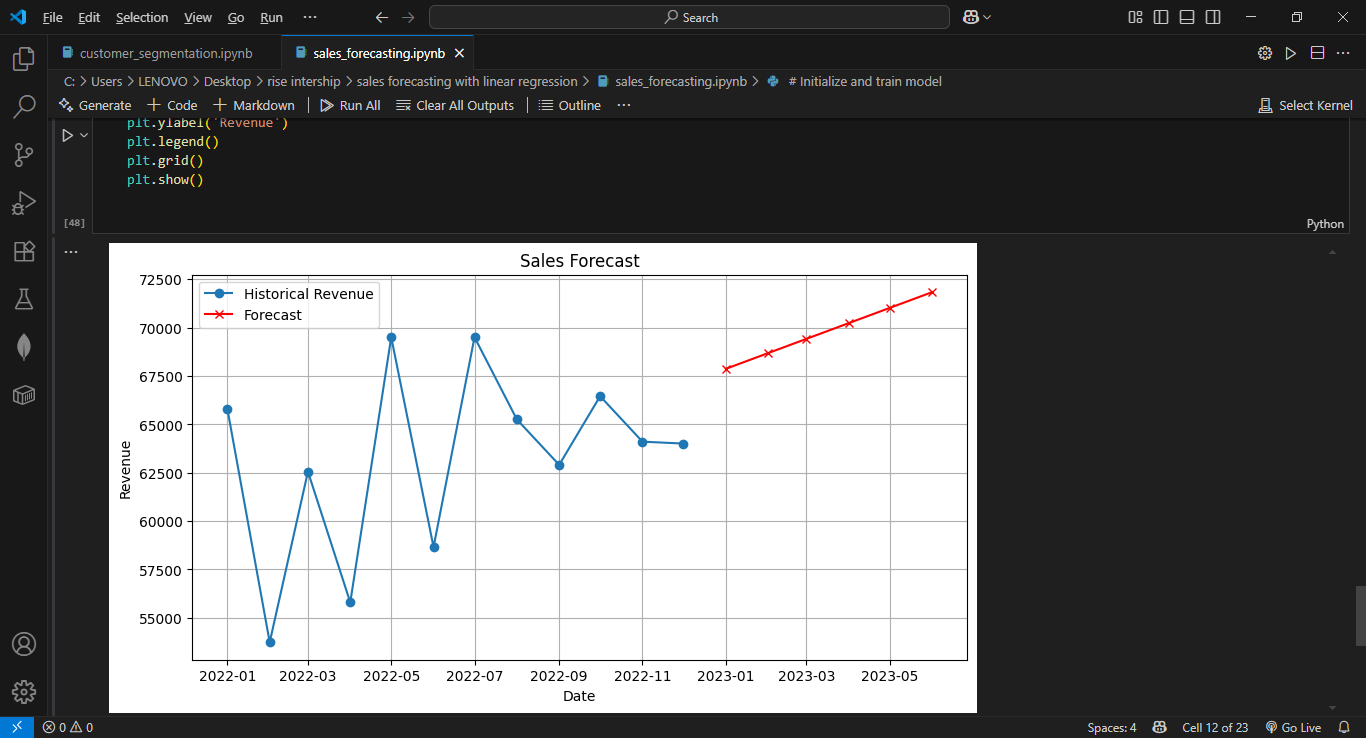 File Edit Selection View Go Run ··· Search
customer_segmentation.ipynb sales_forecasting.ipynb
C: > Users > LENOVO > Desktop > rise intership > sales forecasting with linear regression > sales_forecasting.ipynb > # Initialize and train model
Generate + Code + Markdown Run All Clear All Outputs Outline ··· Select Kernel
plt.ylabel('Revenue')
plt.legend()
plt.grid()
plt.show()
[48] Python
Sales Forecast
Historical Revenue
Forecast
72500
70000
67500
65000
62500
60000
57500
55000
Revenue
2022-01 2022-03 2022-05 2022-07 2022-09 2022-11 2023-01 2023-03 2023-05
Date
0 0 Spaces: 4 Cell 12 of 23 Go Live